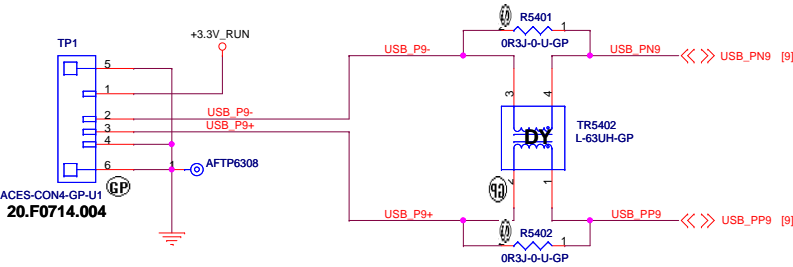 R5401
2
1
0R3J-0-U-GP
+3.3V_RUN
TP1
5
1
2
3
4
6
USB_P9-
USB_P9+
USB_P9-
USB_PN9
USB_PN9 [9]
3
4
DY
TR5402
L-63UH-GP
2
1
1
AFTP6308
GP
GP
ACES-CON4-GP-U1
20.F0714.004
USB_P9+
USB_PP9
USB_PP9 [9]
R5402
2
1
0R3J-0-U-GP